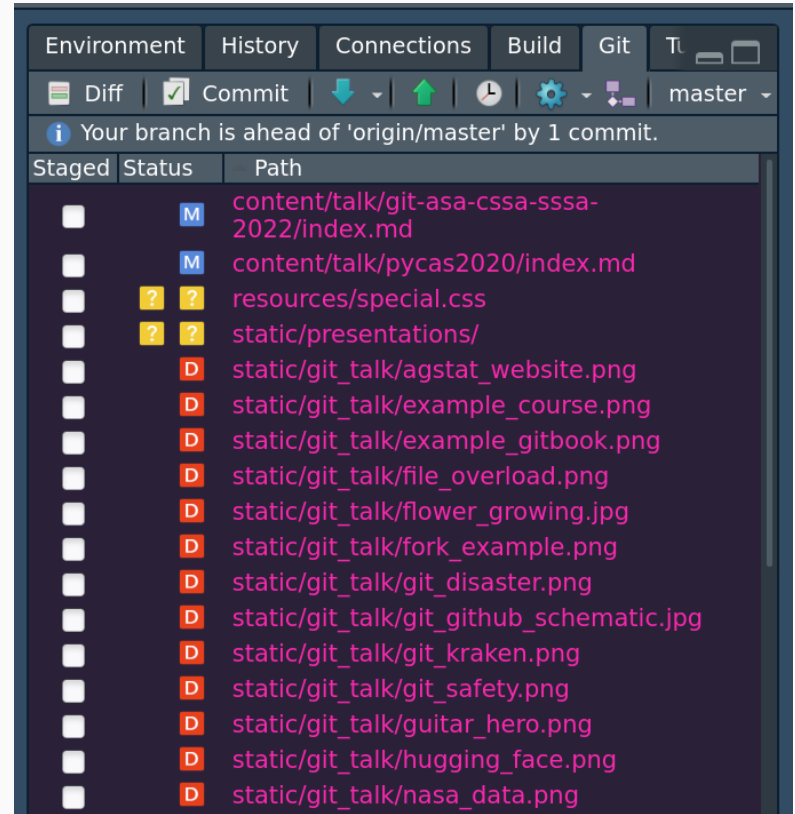 Environment History Connections Build Git
Diff Commit master
Your branch is ahead of 'origin/master' by 1 commit.
Staged Status Path
M content/talk/git-asa-cssa-sssa-
2022/index.md
M content/talk/pycas2020/index.md
? ? resources/special.css
? ? static/presentations/
D static/git_talk/agstat_website.png
D static/git_talk/example_course.png
D static/git_talk/example_gitbook.png
D static/git_talk/file_overload.png
D static/git_talk/flower_growing.jpg
D static/git_talk/fork_example.png
D static/git_talk/git_disaster.png
D static/git_talk/git_github_schematic.jpg
D static/git_talk/git_kraken.png
D static/git_talk/git_safety.png
D static/git_talk/guitar_hero.png
D static/git_talk/hugging_face.png
D static/git_talk/nasa_data.png